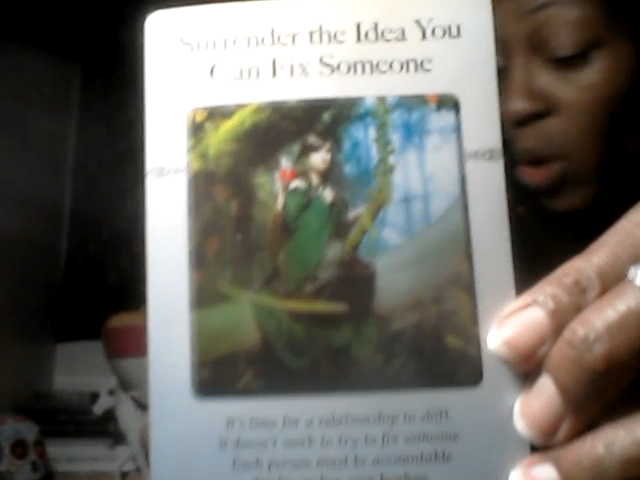 Surrender the Idea You
Can Fix Someone
It's time for a relationship to shift.
It doesn't work to try to fix someone.
Each person must be accountable